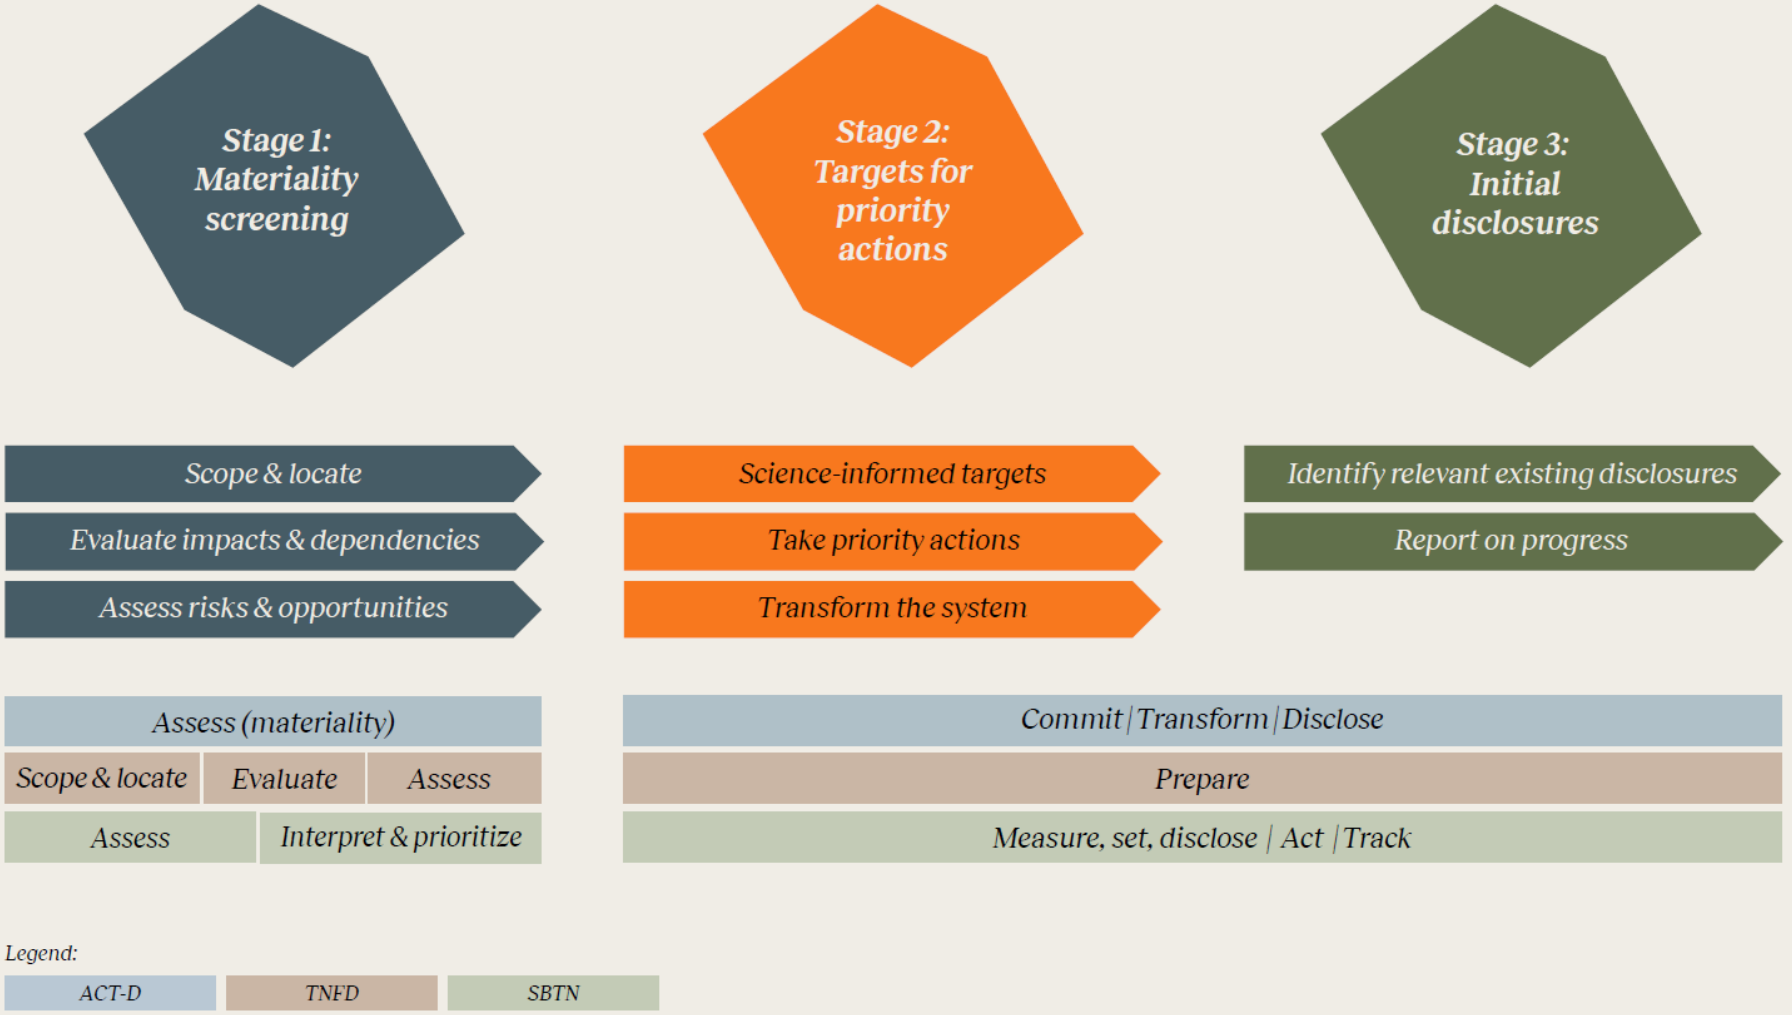 Stage 1:
Materiality
screening
Stage 2:
Targets for
priority
actions
Stage 3:
Initial
disclosures
Scope & locate
Evaluate impacts & dependencies
Assess risks & opportunities
Science-informed targets
Take priority actions
Transform the system
Identify relevant existing disclosures
Report on progress
Assess (materiality)
Commit | Transform | Disclose
Scope & locate
Evaluate
Assess
Prepare
Assess
Interpret & prioritize
Measure, set, disclose | Act | Track
Legend:
ACT-D
TNFD
SBTN